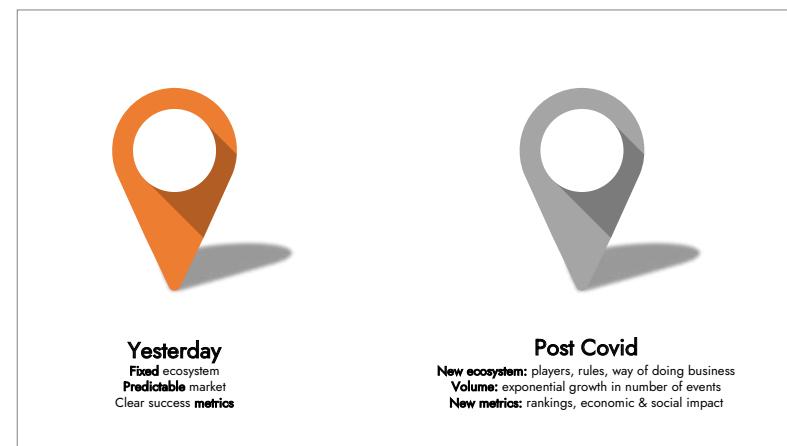 Yesterday
Fixed ecosystem
Predictable market
Clear success metrics
Post Covid
New ecosystem: players, rules, way of doing business
Volume: exponential growth in number of events
New metrics: rankings, economic & social impact